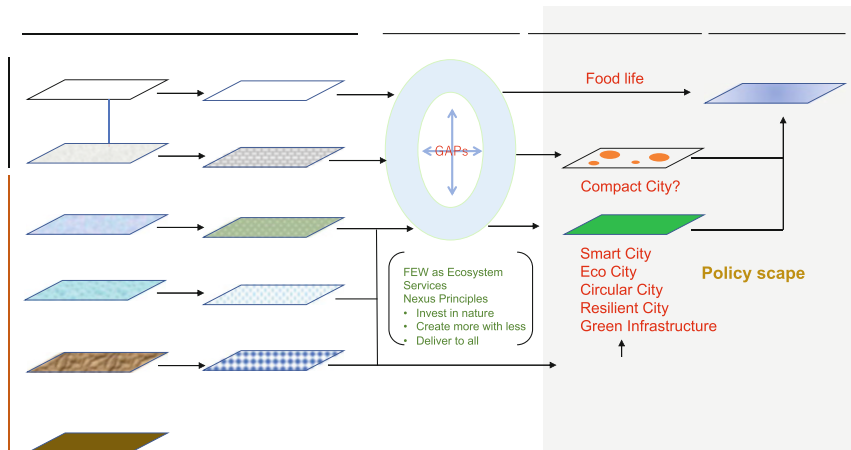 Food life
GAPs
Compact City?
FEW as Ecosystem
Services
Nexus Principles
• Invest in nature
• Create more with less
• Deliver to all
Smart City
Eco City
Circular City
Resilient City
Green Infrastructure
Policy scape